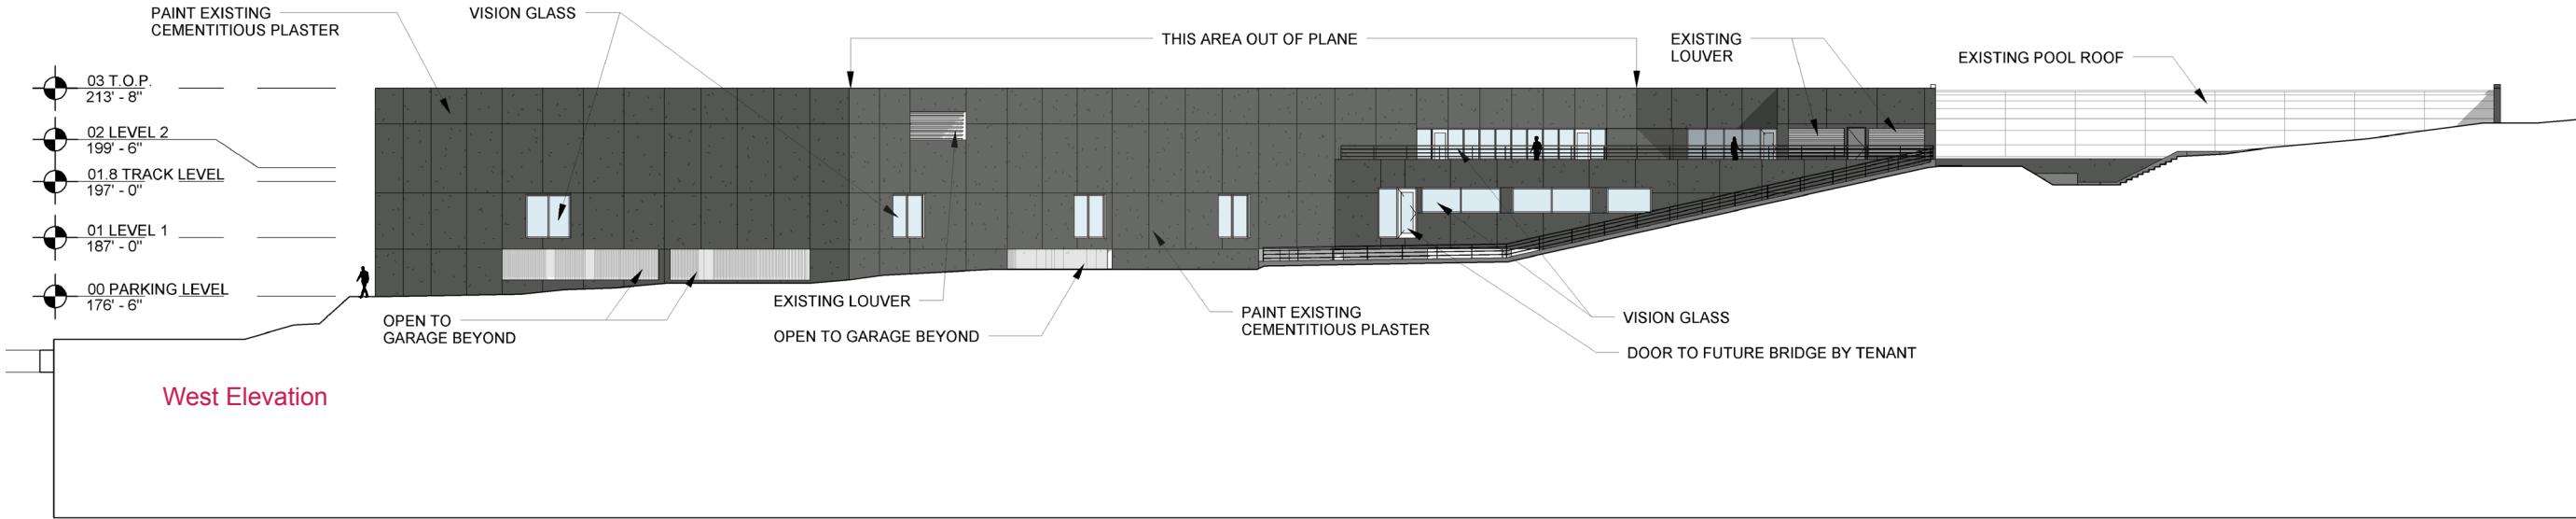 PAINT EXISTING
CEMENTITIOUS PLASTER
VISION GLASS
THIS AREA OUT OF PLANE
EXISTING
LOUVER
EXISTING POOL ROOF
03 T.O.P.
213' - 8"
02 LEVEL 2
199' - 6"
01.8 TRACK LEVEL
197' - 0"
01 LEVEL 1
187' - 0"
00 PARKING LEVEL
176' - 6"
OPEN TO
GARAGE BEYOND
EXISTING LOUVER
OPEN TO GARAGE BEYOND
PAINT EXISTING
CEMENTITIOUS PLASTER
VISION GLASS
DOOR TO FUTURE BRIDGE BY TENANT
West Elevation